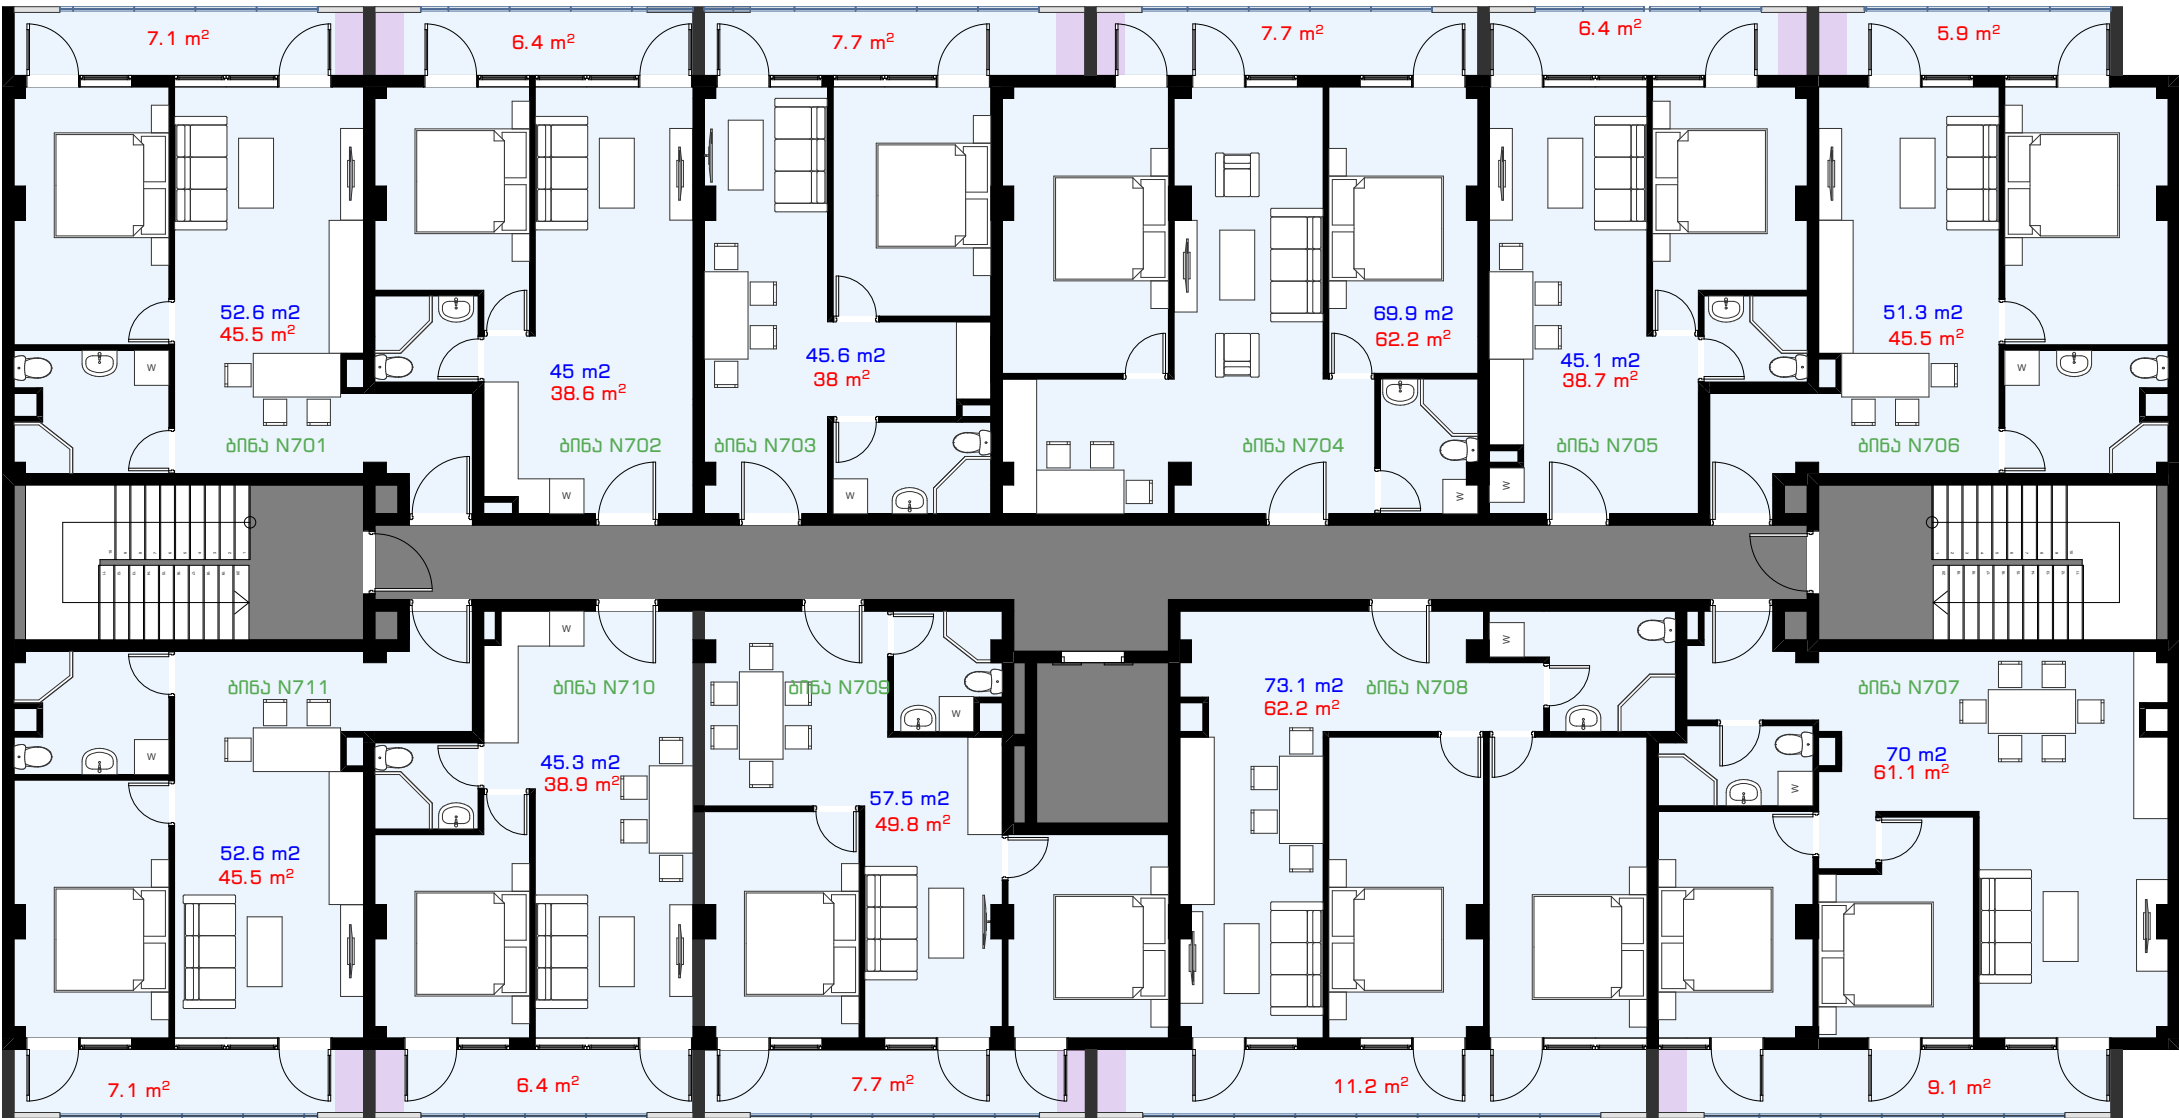 7.1 m²
6.4 m²
7.7 m²
7.7 m²
6.4 m²
5.9 m²
52.6 m2
45.5 m²
ბინა N701
W
45 m2
38.6 m²
ბინა N702
W
45.6 m2
38 m²
ბინა N703
W
69.9 m2
62.2 m²
ბინა N704
W
45.1 m2
38.7 m²
ბინა N705
W
51.3 m2
45.5 m²
ბინა N706
W
ბინა N711
W
52.6 m2
45.5 m²
ბინა N710
W
45.3 m2
38.9 m²
ბინა N709
W
57.5 m2
49.8 m²
ბინა N708
W
73.1 m2
62.2 m²
ბინა N707
W
70 m2
61.1 m²
7.1 m²
6.4 m²
7.7 m²
11.2 m²
9.1 m²